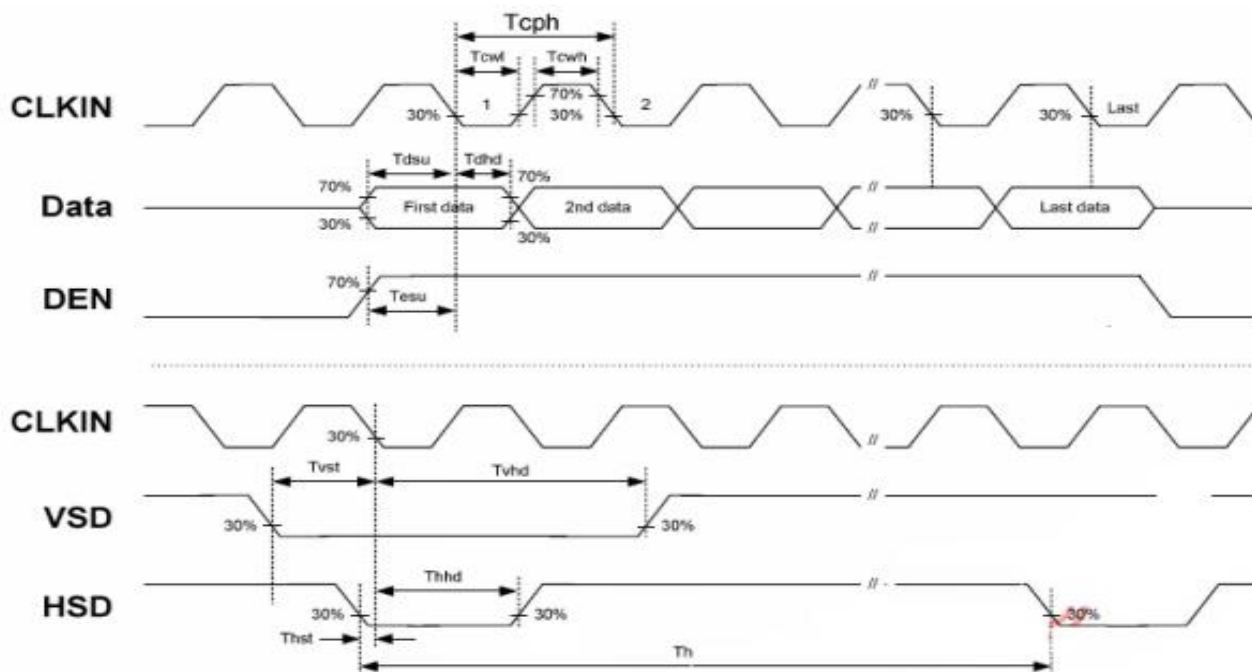 Tcph
Tcwl Tcwh
CLKIN 30% 1 70% 30% 2 // 30% 30% Last
Tdsu Tdhd
70% 70%
Data First data 2nd data // Last data
30% 30%
//
DEN 70% //
Tesu
CLKIN 30% //
Tvst Tvhd
VSD 30% 30% //
Thhd
HSD 30% 30% // 30%
Thst
Th